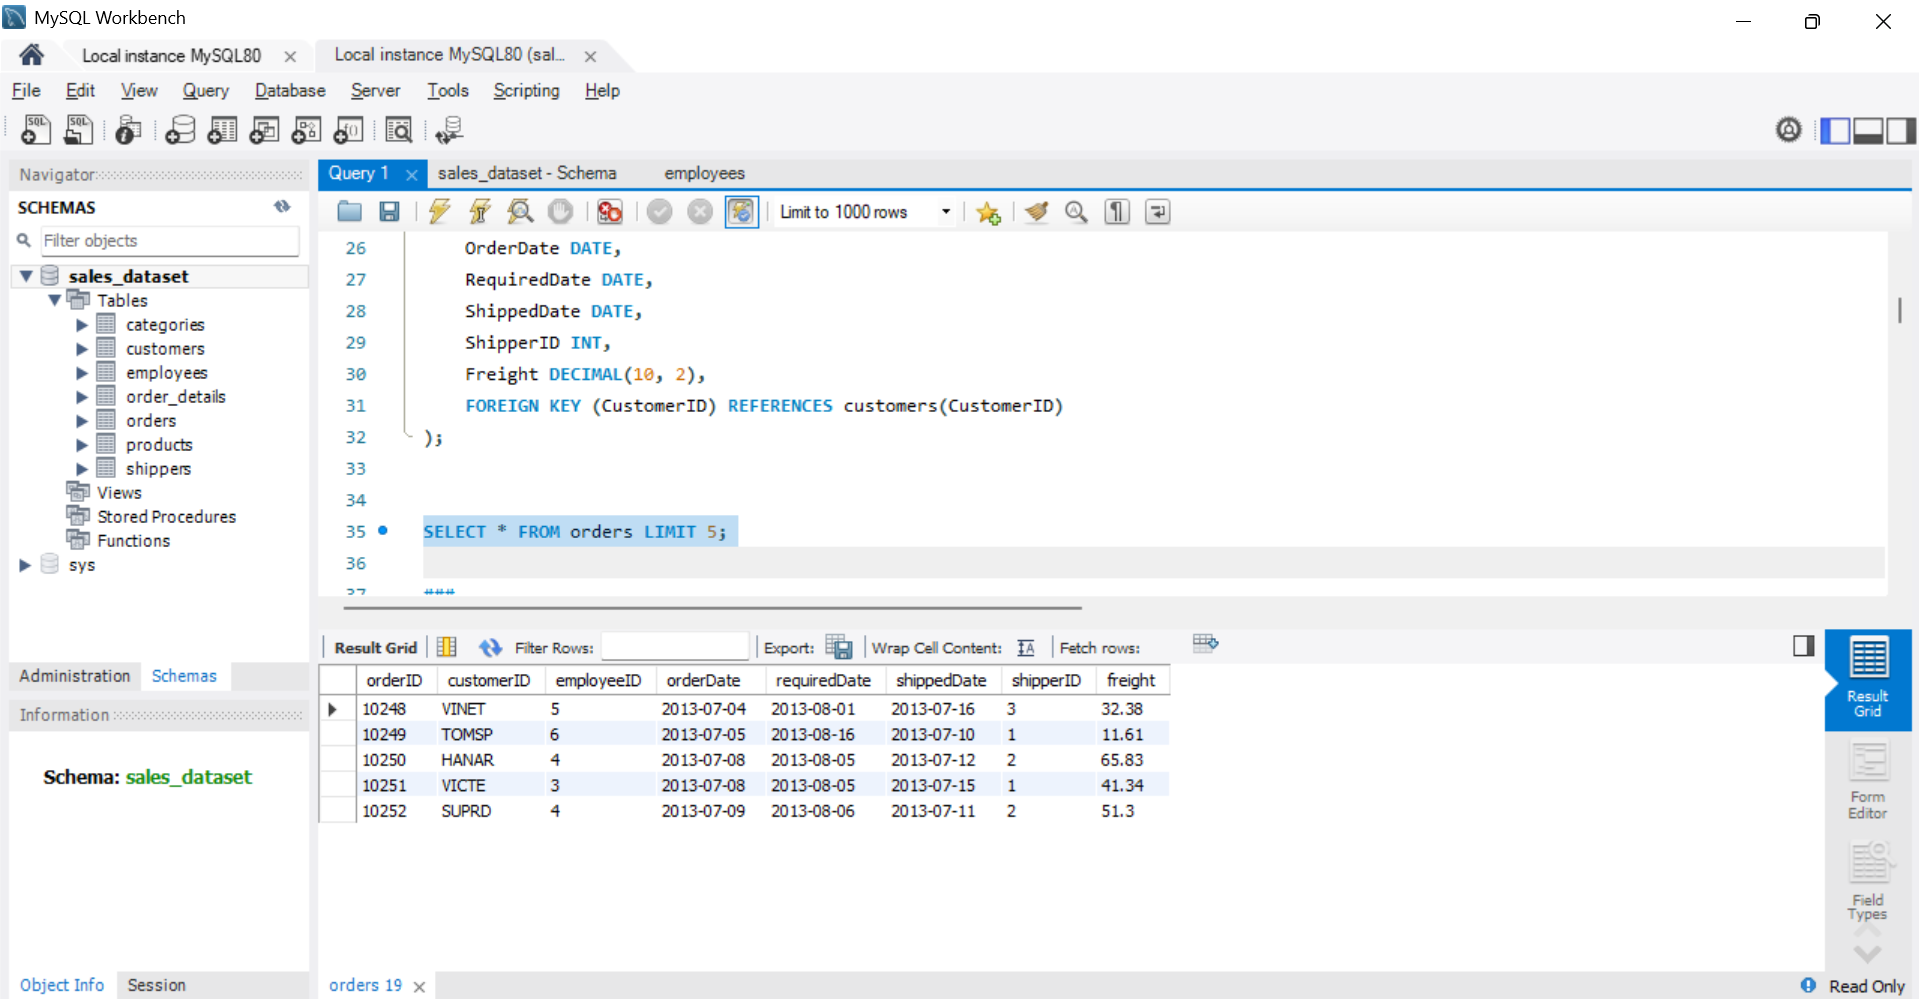 MySQL Workbench
Local instance MySQL80
Local instance MySQL80 (sal...
File Edit View Query Database Server Tools Scripting Help
Navigator
SCHEMAS
Filter objects
sales_dataset
Tables
categories
customers
employees
order_details
orders
products
shippers
Views
Stored Procedures
Functions
sys
Administration Schemas
Information
Schema: sales_dataset
Object Info Session
Query 1 sales_dataset - Schema employees
Limit to 1000 rows
26 OrderDate DATE,
27 RequiredDate DATE,
28 ShippedDate DATE,
29 ShipperID INT,
30 Freight DECIMAL(10, 2),
31 FOREIGN KEY (CustomerID) REFERENCES customers(CustomerID)
32 );
33
34
35 SELECT * FROM orders LIMIT 5;
36
37 ###
Result Grid Filter Rows: Export: Wrap Cell Content: Fetch rows:
orderID customerID employeeID orderDate requiredDate shippedDate shipperID freight
10248 VINET 5 2013-07-04 2013-08-01 2013-07-16 3 32.38
10249 TOMSP 6 2013-07-05 2013-08-16 2013-07-10 1 11.61
10250 HANAR 4 2013-07-08 2013-08-05 2013-07-12 2 65.83
10251 VICTE 3 2013-07-08 2013-08-05 2013-07-15 1 41.34
10252 SUPRD 4 2013-07-09 2013-08-06 2013-07-11 2 51.3
Result
Grid
Form
Editor
Field
Types
orders 19
Read Only